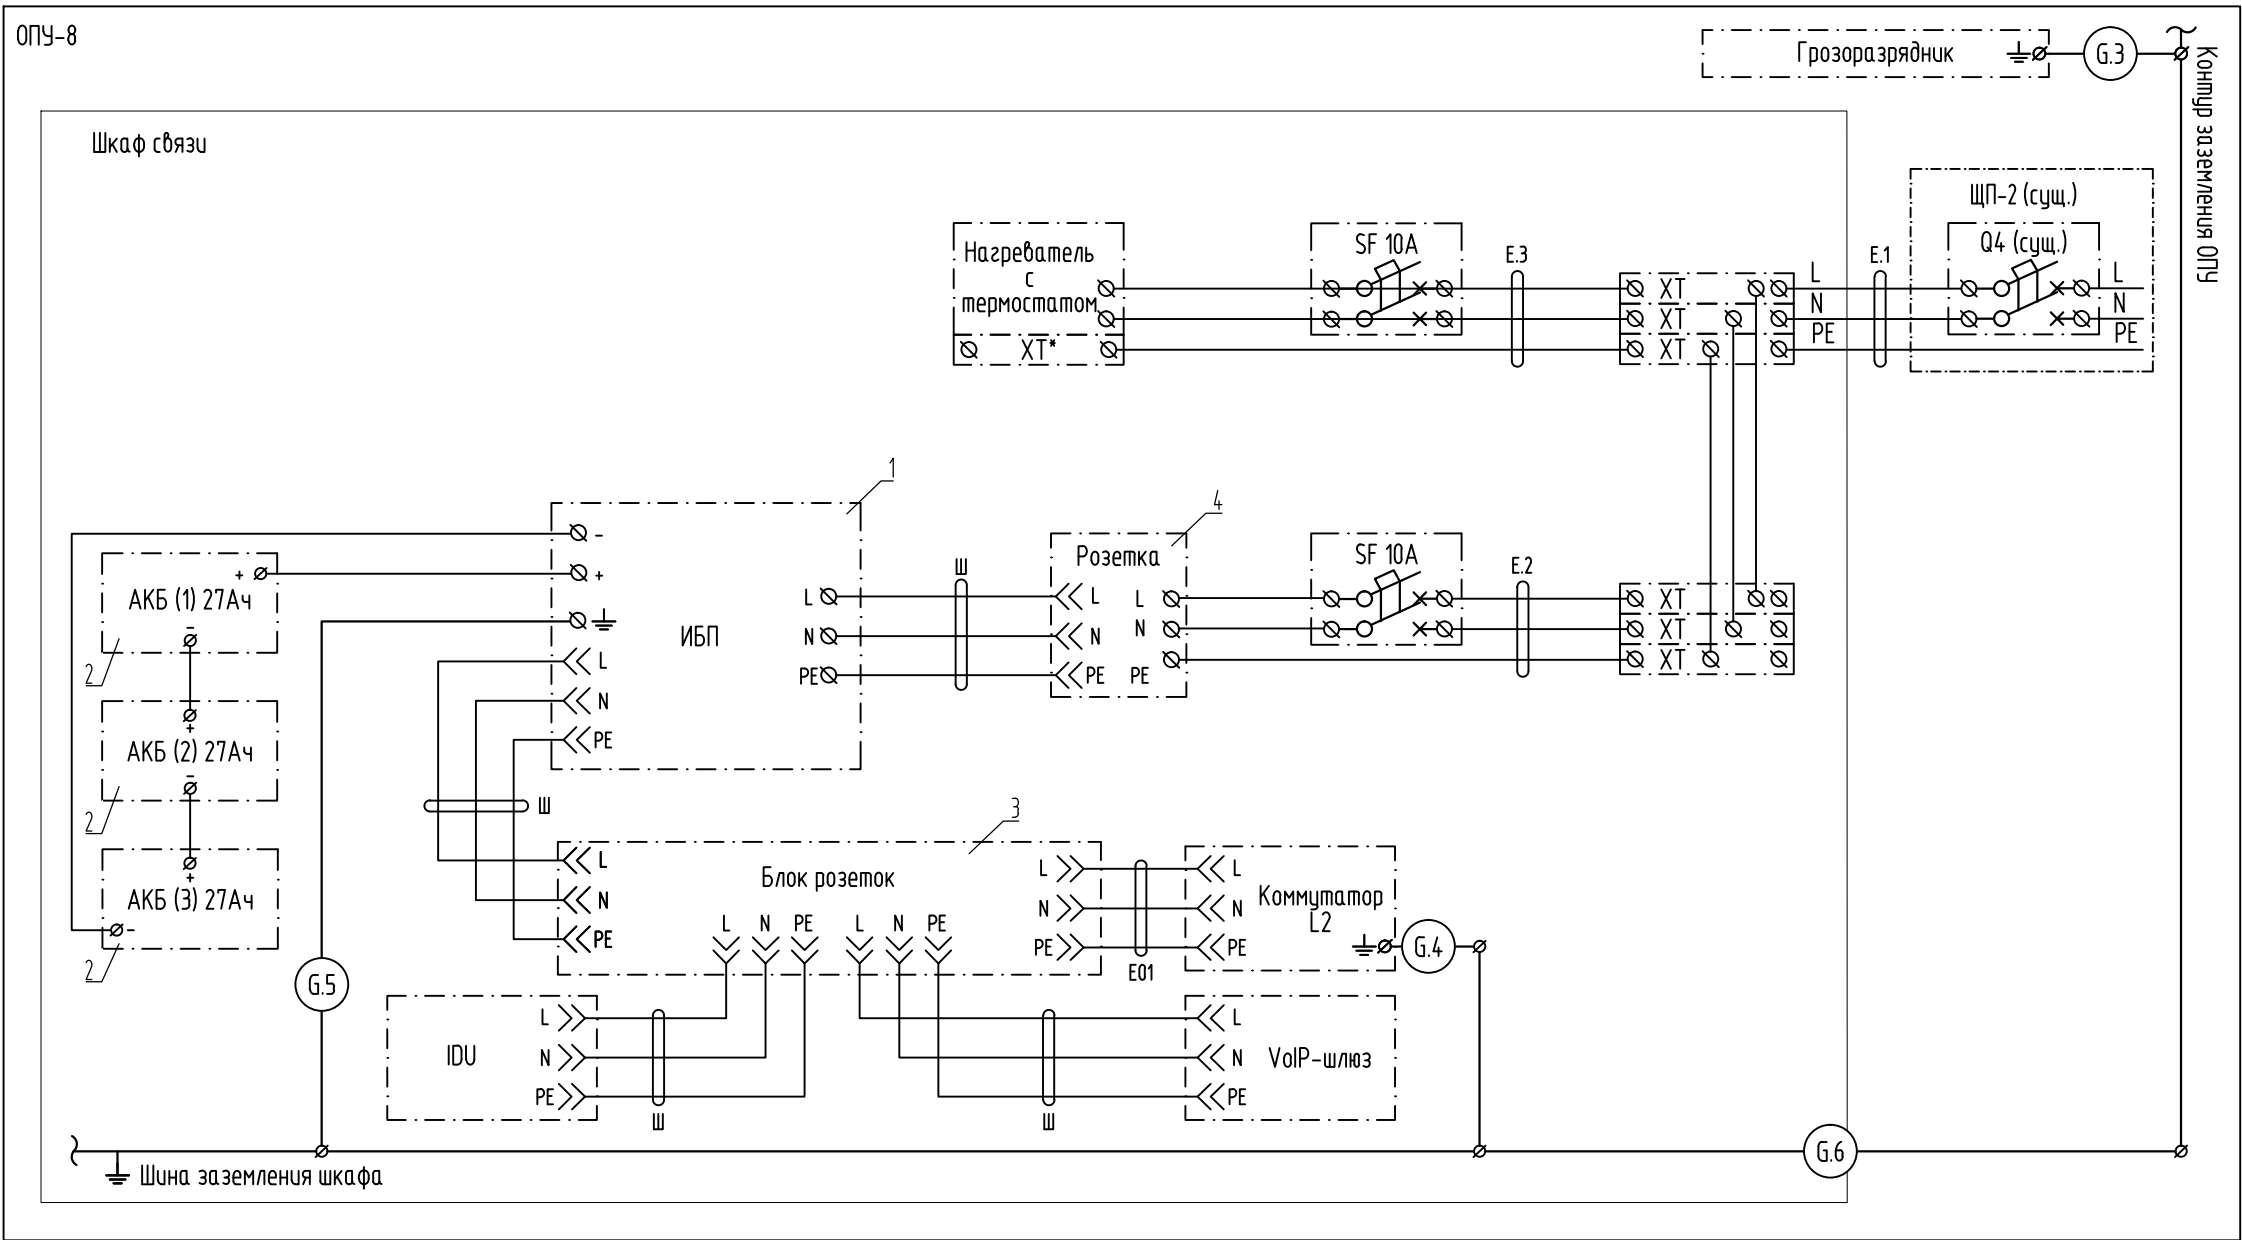 ОПУ-8
Грозоразрядник
G.3
Контур заземления ОПУ
Шкаф связи
ЩП-2 (сущ.)
Q4 (сущ.)
L
N
PE
E.1
L
N
PE
XT
XT
XT
E.3
SF 10A
Нагреватель
с
термостатом
XT*
1
ИБП
-
+
L
N
PE
L
N
PE
Ш
4
Розетка
L
N
PE
L
N
PE
SF 10A
E.2
XT
XT
XT
+
АКБ (1) 27Ач
-
2
+
АКБ (2) 27Ач
-
2
+
АКБ (3) 27Ач
-
2
Ш
3
Блок розеток
L
N
PE
L N PE L N PE
L
N
PE
E01
L
N
PE
Коммутатор
L2
G.4
G.5
IDU
L
N
PE
Ш
Ш
L
N
PE
VoIP-шлюз
G.6
Шина заземления шкафа